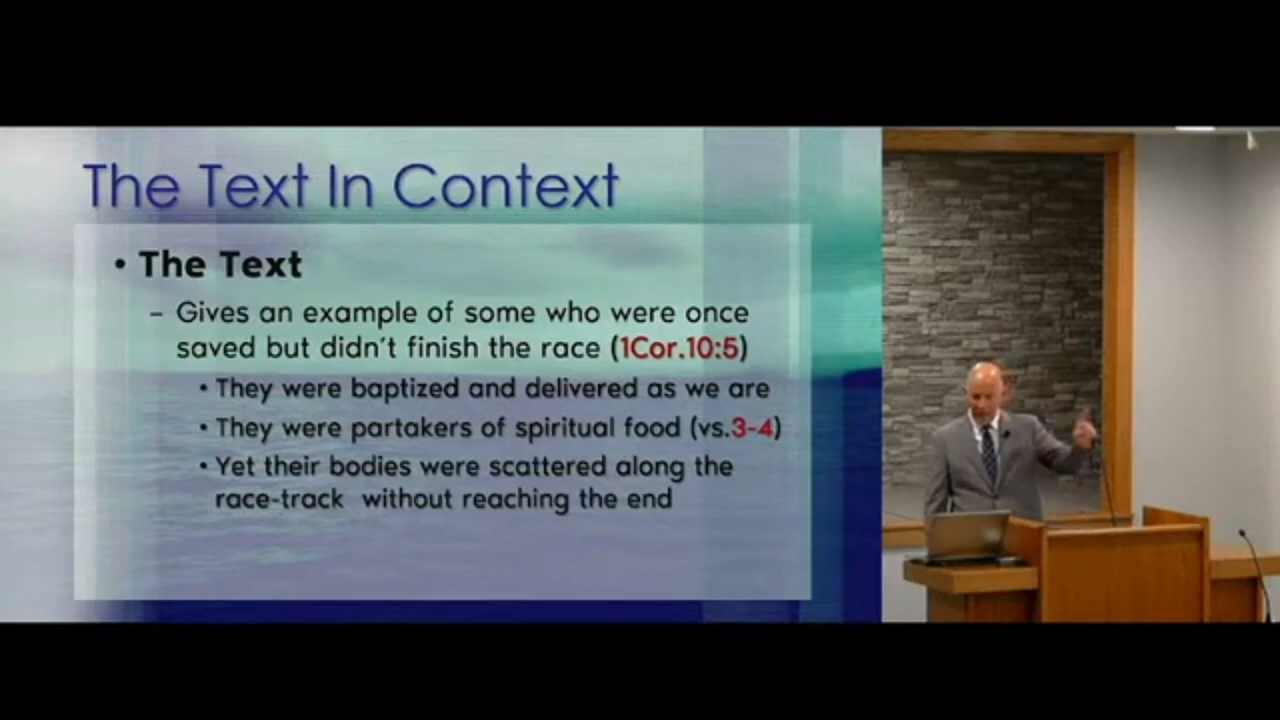 The Text In Context
• The Text
– Gives an example of some who were once
saved but didn't finish the race (1Cor.10:5)
• They were baptized and delivered as we are
• They were partakers of spiritual food (vs.3-4)
• Yet their bodies were scattered along the
race-track without reaching the end